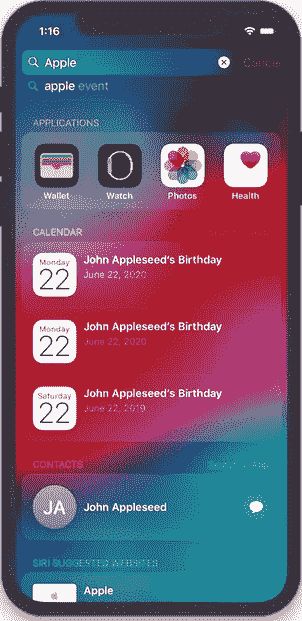 1:16
Apple
Cancel
apple event
APPLICATIONS
Wallet
Watch
Photos
Health
CALENDAR
Monday
22
John Appleseed's Birthday
June 22, 2020
Monday
22
John Appleseed's Birthday
June 22, 2020
Saturday
22
John Appleseed's Birthday
June 22, 2019
CONTACTS
JA
John Appleseed
SIRI SUGGESTED WEBSITES
Apple